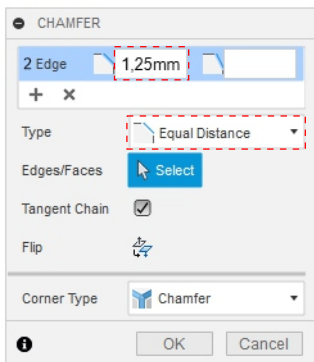 CHAMFER
2 Edge 1,25mm
Type Equal Distance
Edges/Faces Select
Tangent Chain
Flip
Corner Type Chamfer
OK Cancel